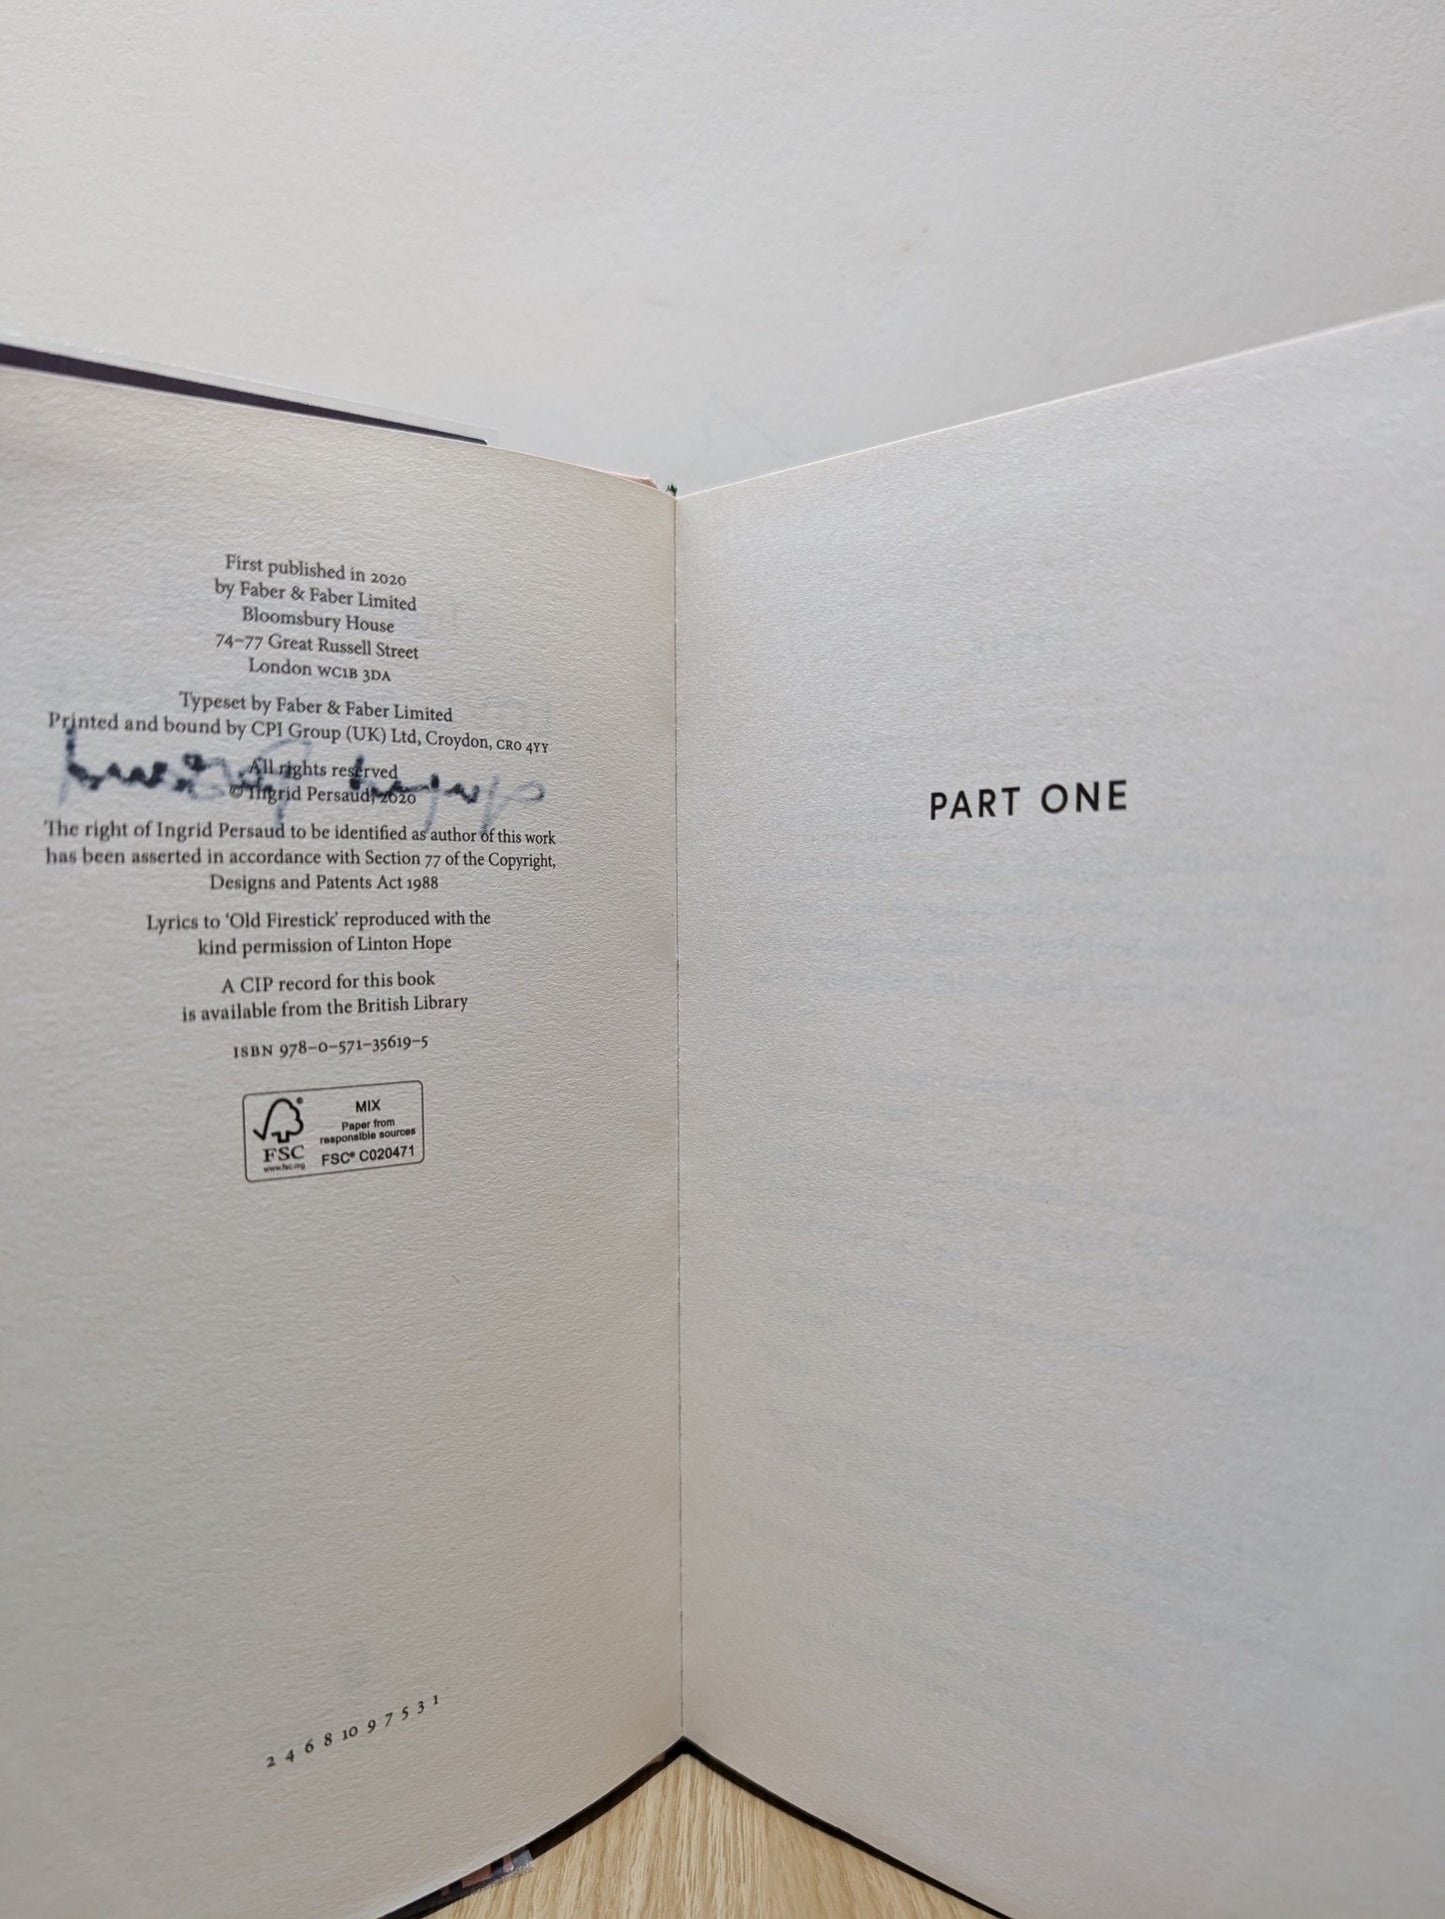 First published in 2020
by Faber & Faber Limited
Bloomsbury House
74–77 Great Russell Street
London WC1B 3DA
Typeset by Faber & Faber Limited
Printed and bound by CPI Group (UK) Ltd, Croydon, CR0 4YY
All rights reserved
© Ingrid Persaud, 2020
The right of Ingrid Persaud to be identified as author of this work
has been asserted in accordance with Section 77 of the Copyright,
Designs and Patents Act 1988
Lyrics to ‘Old Firestick’ reproduced with the
kind permission of Linton Hope
A CIP record for this book
is available from the British Library
ISBN 978–0–571–35619–5
MIX
Paper from
responsible sources
FSC® C020471
FSC
www.fsc.org
2 4 6 8 10 9 7 5 3 1
PART ONE